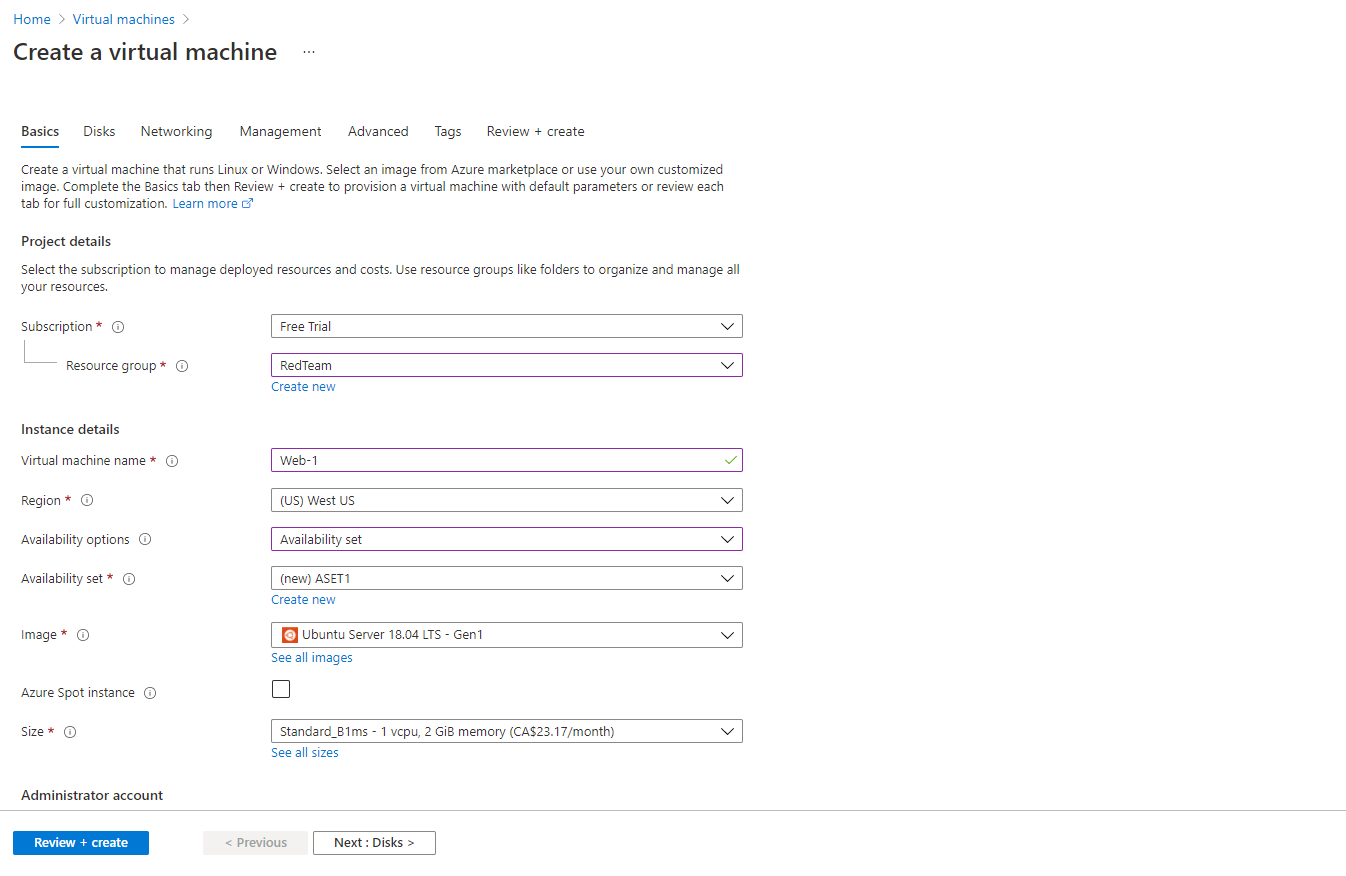 Home > Virtual machines >
Create a virtual machine ...
Basics Disks Networking Management Advanced Tags Review + create
Create a virtual machine that runs Linux or Windows. Select an image from Azure marketplace or use your own customized
image. Complete the Basics tab then Review + create to provision a virtual machine with default parameters or review each
tab for full customization. Learn more
Project details
Select the subscription to manage deployed resources and costs. Use resource groups like folders to organize and manage all
your resources.
Subscription * Free Trial
Resource group * RedTeam
Create new
Instance details
Virtual machine name * Web-1
Region * (US) West US
Availability options Availability set
Availability set * (new) ASET1
Create new
Image * Ubuntu Server 18.04 LTS - Gen1
See all images
Azure Spot instance
Size * Standard_B1ms - 1 vcpu, 2 GiB memory (CA$23.17/month)
See all sizes
Administrator account
Review + create < Previous Next : Disks >